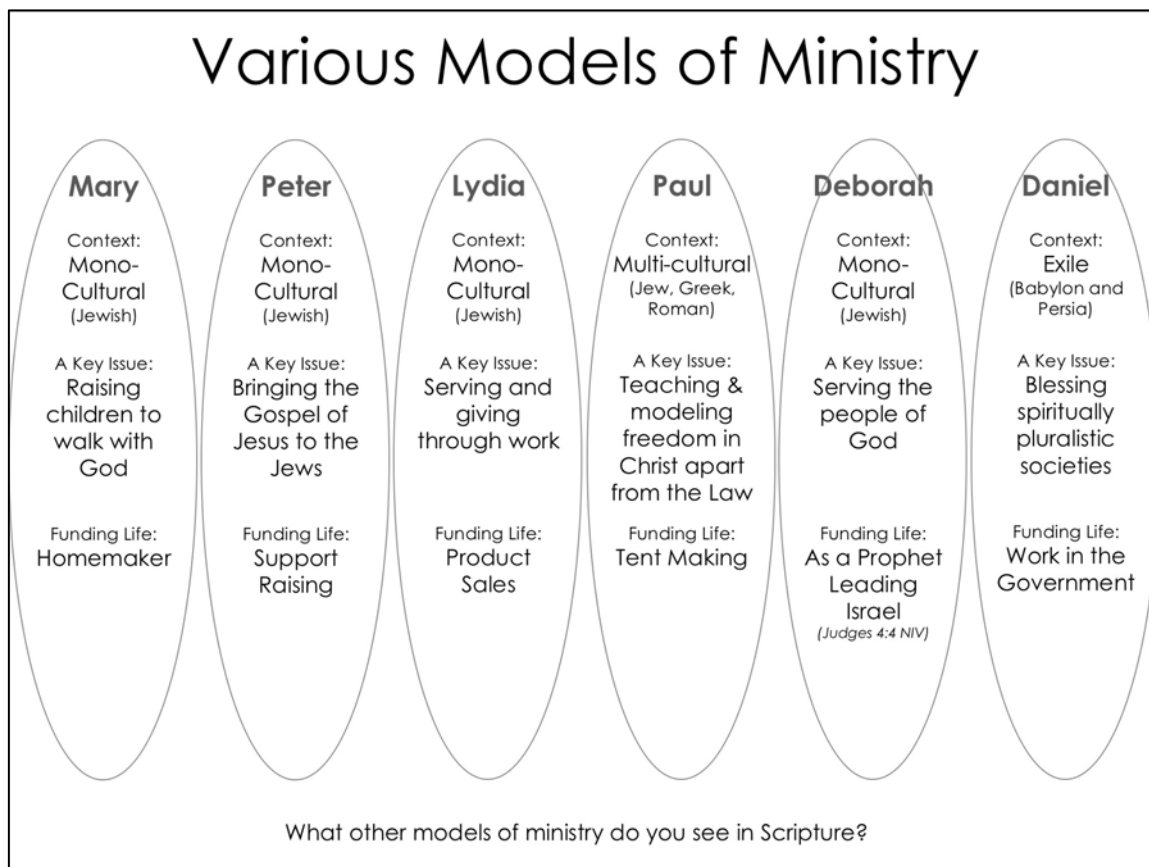 Various Models of Ministry
Mary
Context:
Mono-
Cultural
(Jewish)
A Key Issue:
Raising
children to
walk with
God
Funding Life:
Homemaker
Peter
Context:
Mono-
Cultural
(Jewish)
A Key Issue:
Bringing the
Gospel of
Jesus to the
Jews
Funding Life:
Support
Raising
Lydia
Context:
Mono-
Cultural
(Jewish)
A Key Issue:
Serving and
giving
through work
Funding Life:
Product
Sales
Paul
Context:
Multi-cultural
(Jew, Greek,
Roman)
A Key Issue:
Teaching &
modeling
freedom in
Christ apart
from the Law
Funding Life:
Tent Making
Deborah
Context:
Mono-
Cultural
(Jewish)
A Key Issue:
Serving the
people of
God
Funding Life:
As a Prophet
Leading
Israel
(Judges 4:4 NIV)
Daniel
Context:
Exile
(Babylon and
Persia)
A Key Issue:
Blessing
spiritually
pluralistic
societies
Funding Life:
Work in the
Government
What other models of ministry do you see in Scripture?